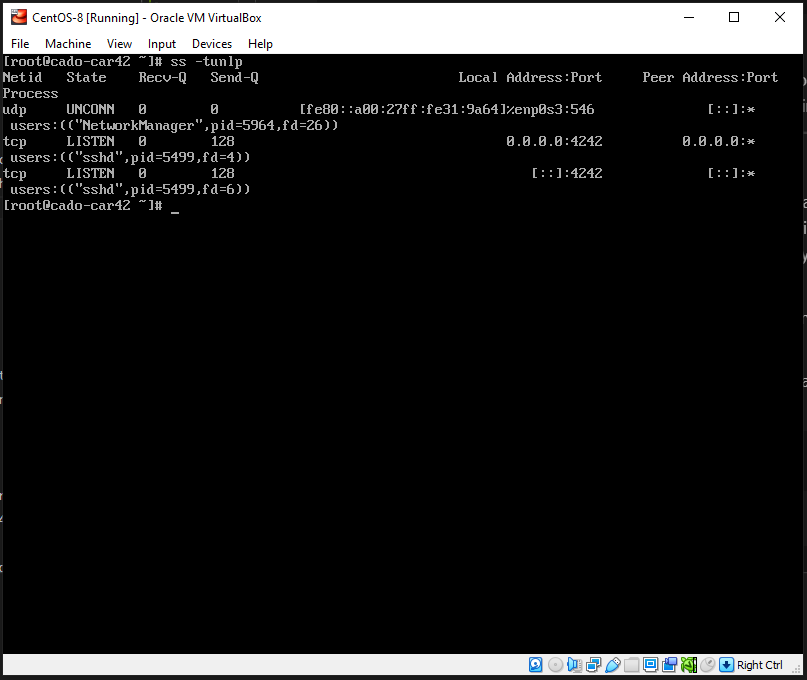 CentOS-8 [Running] - Oracle VM VirtualBox
File Machine View Input Devices Help
[root@cado-car42 ~]# ss -tunlp
Netid State Recv-Q Send-Q Local Address:Port Peer Address:Port
Process
udp UNCONN 0 0 [fe80::a00:27ff:fe31:9a64]%enp0s3:546 [::]:*
users:(("NetworkManager",pid=5964,fd=26))
tcp LISTEN 0 128 0.0.0.0:4242 0.0.0.0:*
users:(("sshd",pid=5499,fd=4))
tcp LISTEN 0 128 [::]:4242 [::]:*
users:(("sshd",pid=5499,fd=6))
[root@cado-car42 ~]# _
Right Ctrl